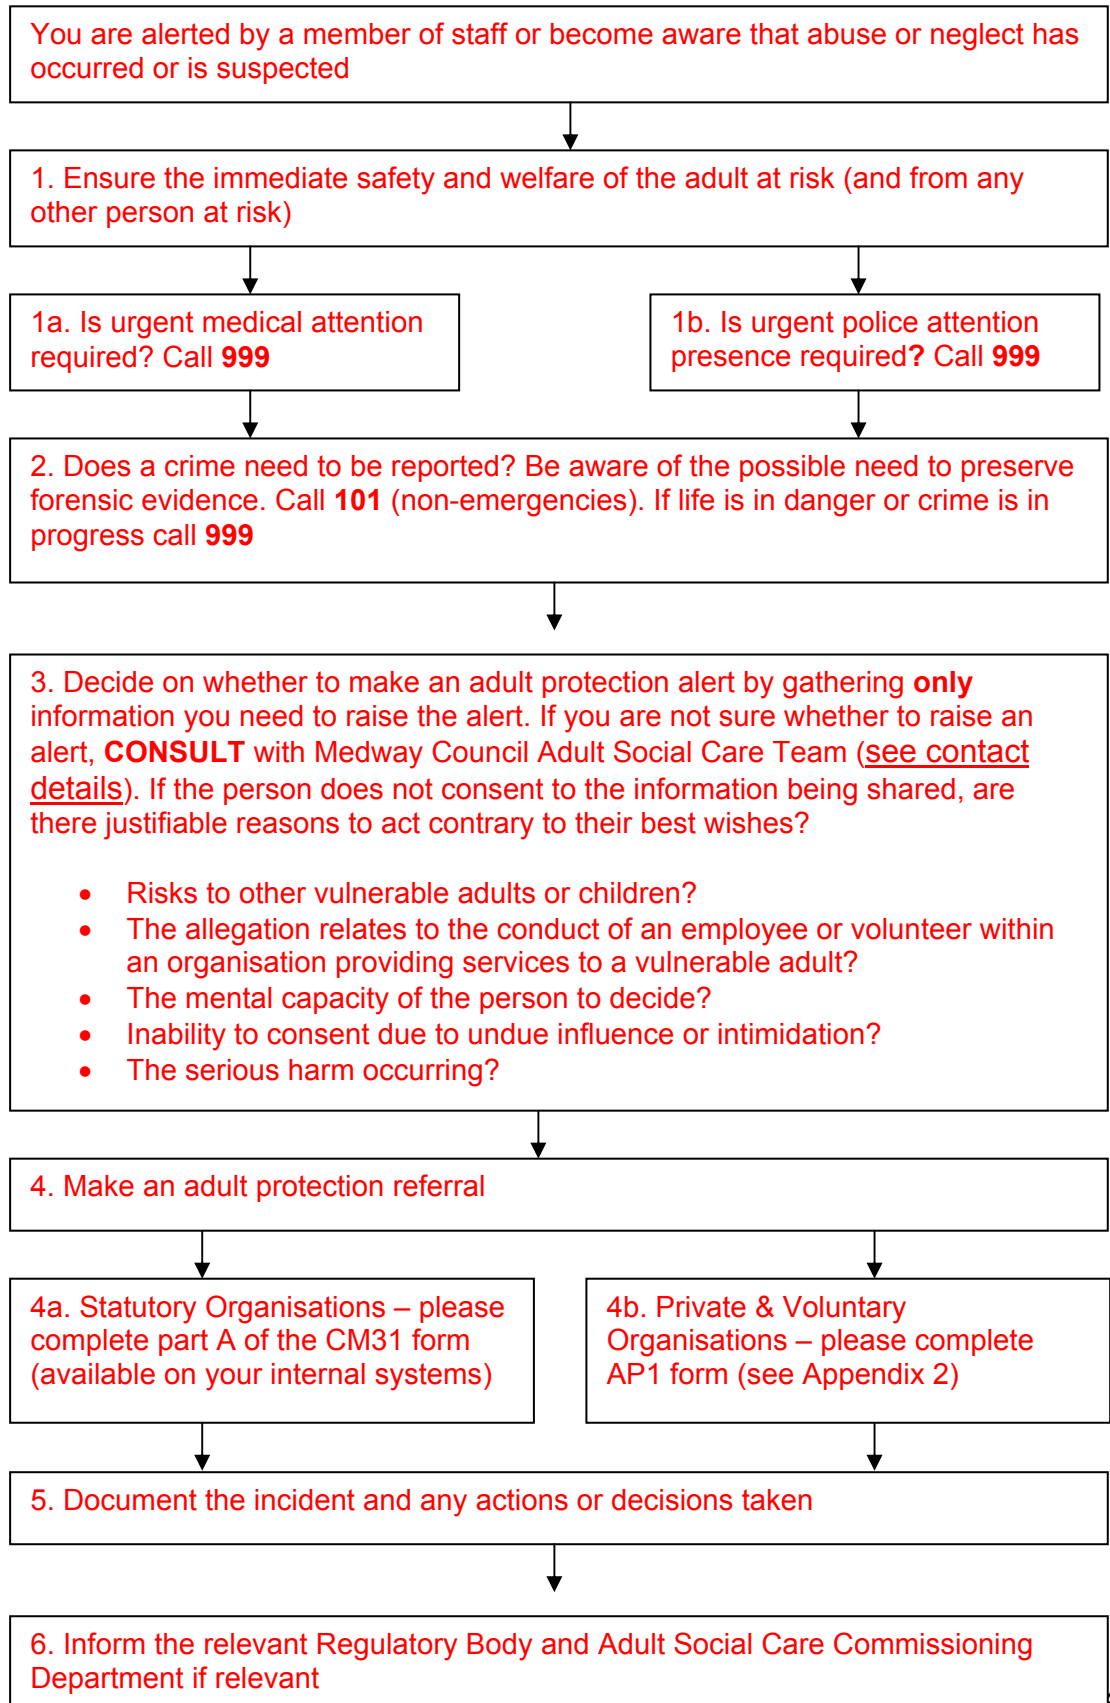 You are alerted by a member of staff or become aware that abuse or neglect has
occurred or is suspected
1. Ensure the immediate safety and welfare of the adult at risk (and from any
other person at risk)
1a. Is urgent medical attention
required? Call 999
1b. Is urgent police attention
presence required? Call 999
2. Does a crime need to be reported? Be aware of the possible need to preserve
forensic evidence. Call 101 (non-emergencies). If life is in danger or crime is in
progress call 999
3. Decide on whether to make an adult protection alert by gathering only
information you need to raise the alert. If you are not sure whether to raise an
alert, CONSULT with Medway Council Adult Social Care Team (see contact
details). If the person does not consent to the information being shared, are
there justifiable reasons to act contrary to their best wishes?
• Risks to other vulnerable adults or children?
• The allegation relates to the conduct of an employee or volunteer within
an organisation providing services to a vulnerable adult?
• The mental capacity of the person to decide?
• Inability to consent due to undue influence or intimidation?
• The serious harm occurring?
4. Make an adult protection referral
4a. Statutory Organisations – please
complete part A of the CM31 form
(available on your internal systems)
4b. Private & Voluntary
Organisations – please complete
AP1 form (see Appendix 2)
5. Document the incident and any actions or decisions taken
6. Inform the relevant Regulatory Body and Adult Social Care Commissioning
Department if relevant